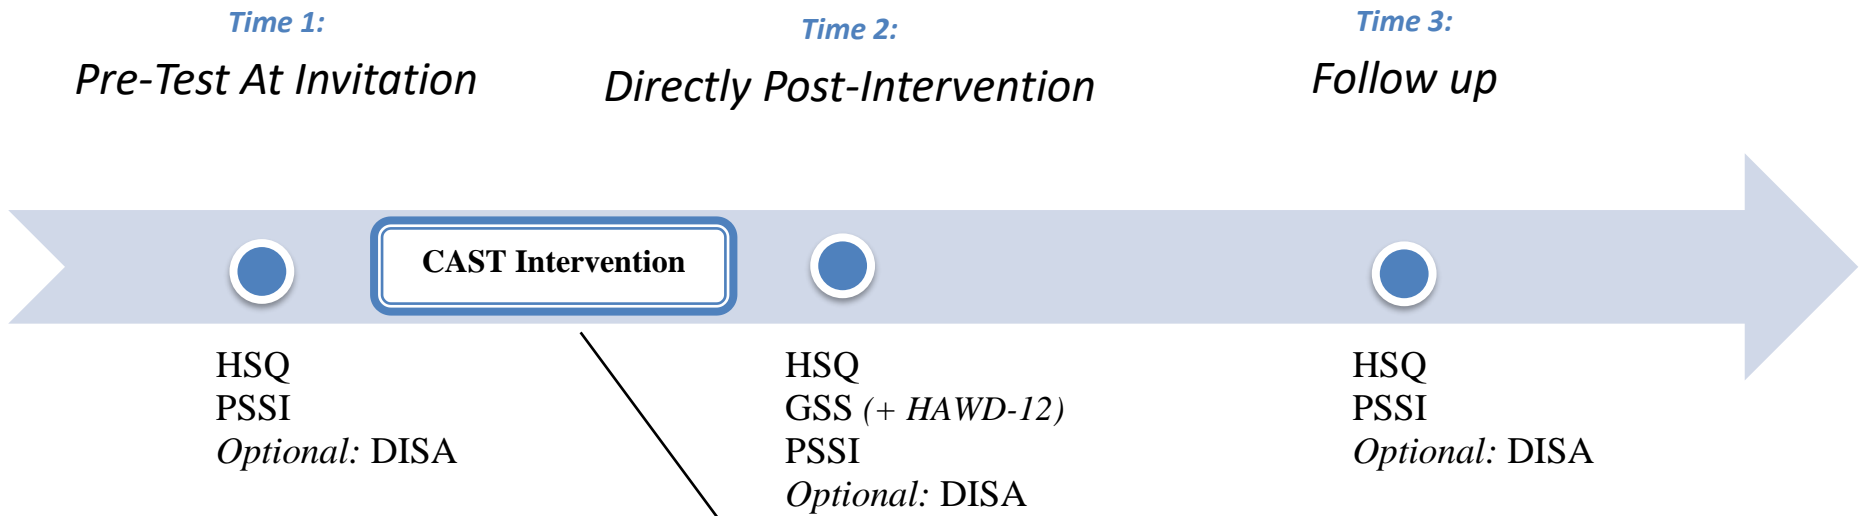 Time 1:
Pre-Test At Invitation
Time 2:
Directly Post-Intervention
Time 3:
Follow up
CAST Intervention
HSQ
PSSI
Optional: DISA
HSQ
GSS (+ HAWD-12)
PSSI
Optional: DISA
HSQ
PSSI
Optional: DISA